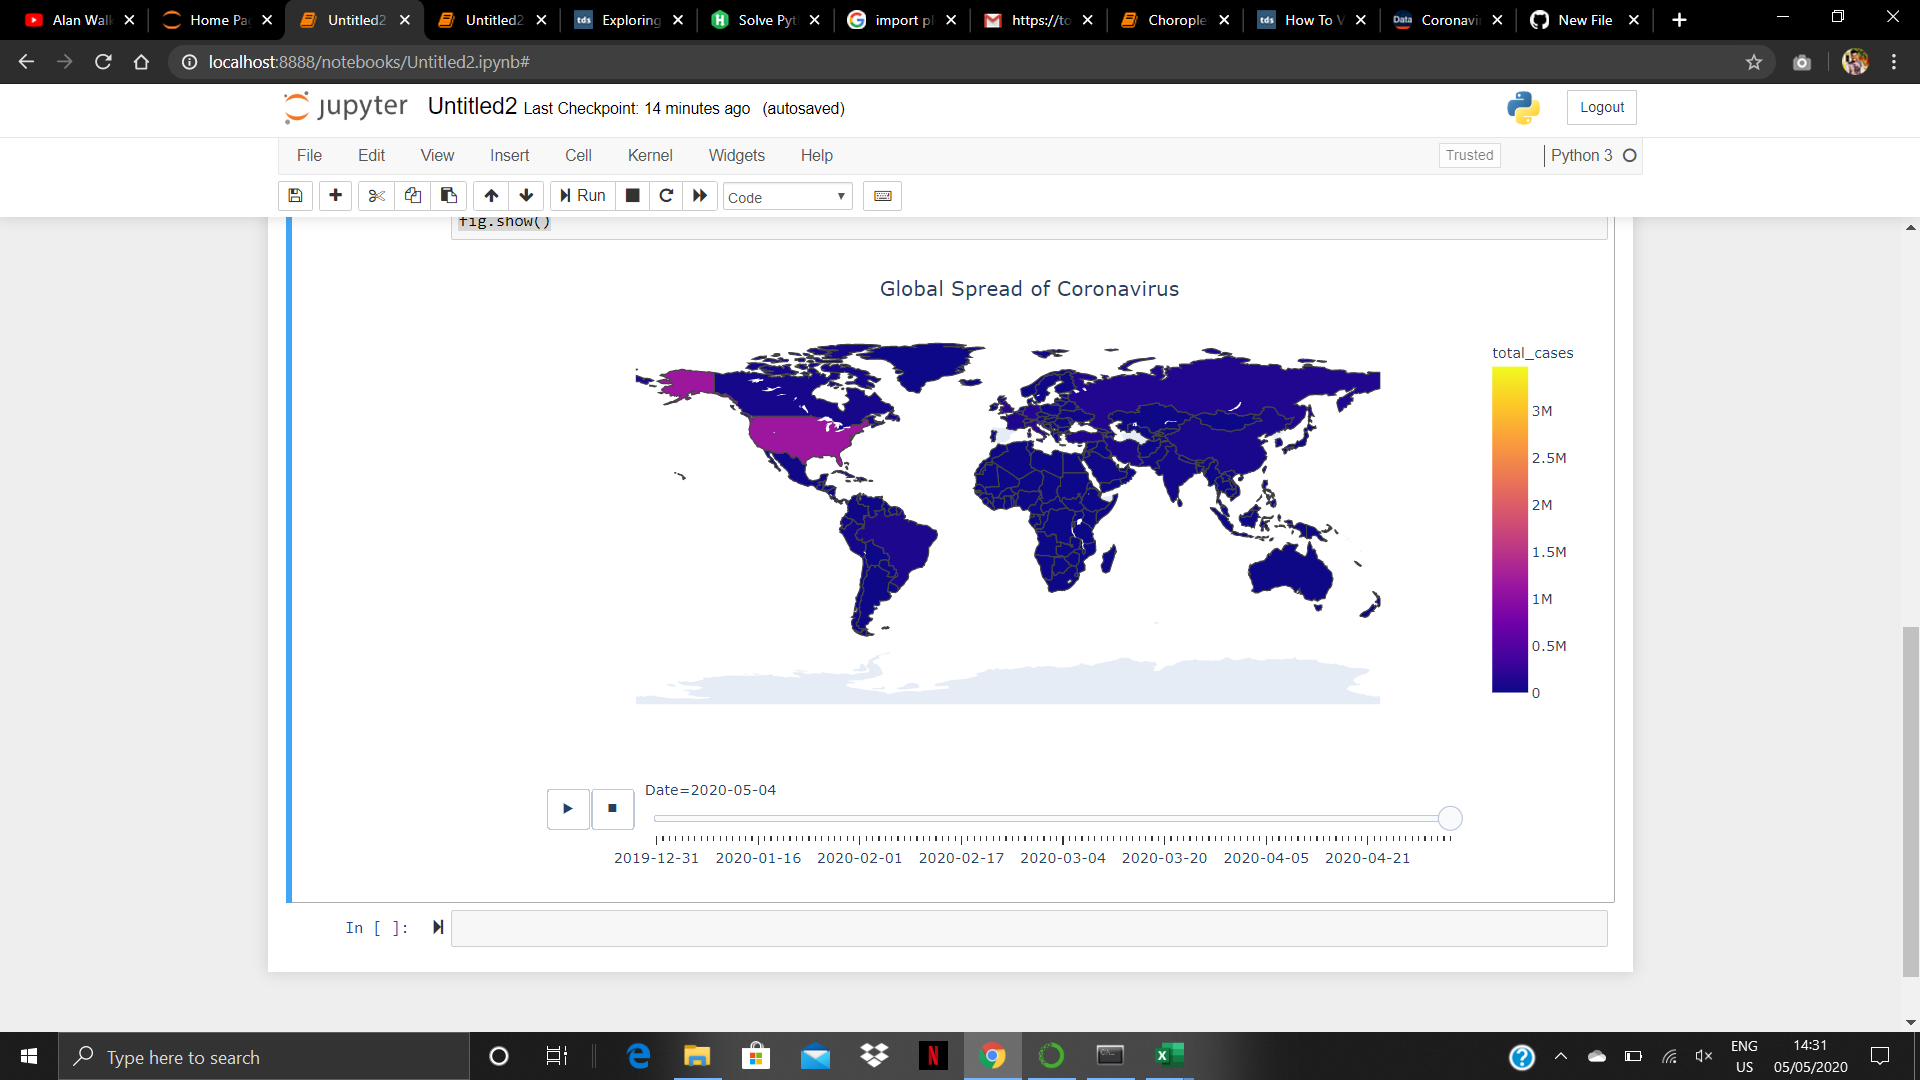 Alan Wal
Home Pa
Untitled2
Untitled2
tds Exploring
H Solve Pyt
import pl
https://to
Chorople
tds How To V
Data Coronavi
New File
localhost:8888/notebooks/Untitled2.ipynb#
jupyter Untitled2 Last Checkpoint: 14 minutes ago (autosaved)
Logout
File Edit View Insert Cell Kernel Widgets Help
Trusted
Python 3
Run
Code
fig.show()
Global Spread of Coronavirus
total_cases
3M
2.5M
2M
1.5M
1M
0.5M
0
Date=2020-05-04
2019-12-31 2020-01-16 2020-02-01 2020-02-17 2020-03-04 2020-03-20 2020-04-05 2020-04-21
In [ ]:
Type here to search
ENG
US
14:31
05/05/2020